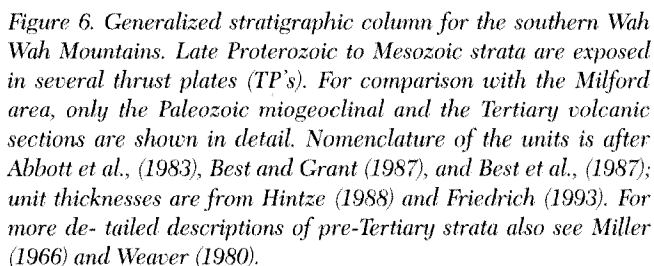 Figure 6. Generalized stratigraphic column for the southern Wah
Wah Mountains. Late Proterozoic to Mesozoic strata are exposed
in several thrust plates (TP's). For comparison with the Milford
area, only the Paleozoic miogeoclinal and the Tertiary volcanic
sections are shown in detail. Nomenclature of the units is after
Abbott et al., (1983), Best and Grant (1987), and Best et al., (1987);
unit thicknesses are from Hintze (1988) and Friedrich (1993). For
more de- tailed descriptions of pre-Tertiary strata also see Miller
(1966) and Weaver (1980).